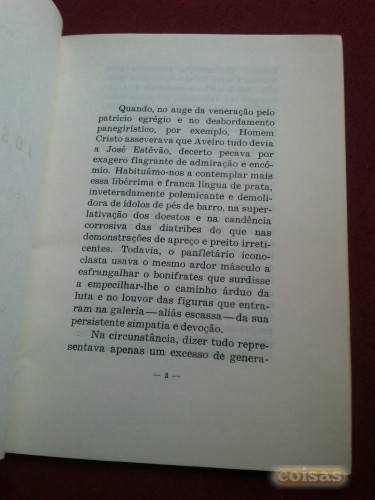 Quando, no auge da veneração pelo
patrício egrégio e no desbordamento
panegirístico, por exemplo, Homem
Cristo asseverava que Aveiro tudo devia
a José Estêvão, decerto pecava por
exagero flagrante de admiração e encó-
mio. Habituámo-nos a contemplar mais
essa libérrima e franca língua de prata,
inveteradamente polemicante e demoli-
dora de ídolos de pés de barro, na super-
lativação dos doestos e na candência
corrosiva das diatribes do que nas
demonstrações de apreço e preito irreti-
centes. Todavia, o panfletário icono-
clasta usava o mesmo ardor másculo a
esfrangalhar o bonifrates que surdisse
a empecilhar-lhe o caminho árduo da
luta e no louvor das figuras que entra-
ram na galeria — aliás escassa — da sua
persistente simpatia e devoção.
Na circunstância, dizer tudo repre-
sentava apenas um excesso de genera-
— 3 —
JOS
coisas